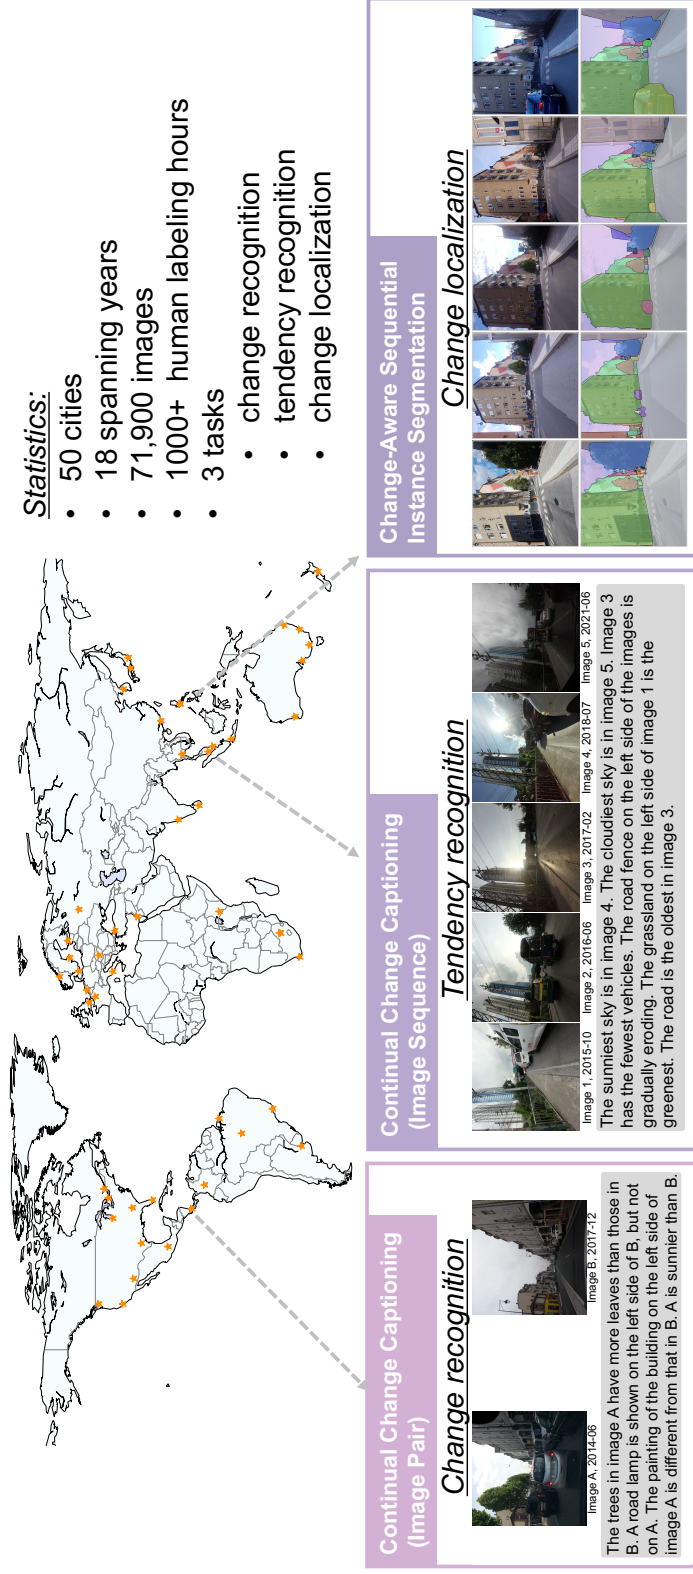 Statistics:
• 50 cities
• 18 spanning years
• 71,900 images
• 1000+ human labeling hours
• 3 tasks
• change recognition
• tendency recognition
• change localization
Continual Change Captioning
(Image Pair)
Change recognition
Image A, 2014-06
Image B, 2017-12
The trees in image A have more leaves than those in
B. A road lamp is shown on the left side of B, but not
on A. The painting of the building on the left side of
image A is different from that in B. A is sunnier than B.
Continual Change Captioning
(Image Sequence)
Tendency recognition
Image 1, 2015-10
Image 2, 2016-06
Image 3, 2017-02
Image 4, 2018-07
Image 5, 2021-06
The sunniest sky is in image 4. The cloudiest sky is in image 5. Image 3
has the fewest vehicles. The road fence on the left side of the images is
gradually eroding. The grassland on the left side of image 1 is the
greenest. The road is the oldest in image 3.
Change-Aware Sequential
Instance Segmentation
Change localization